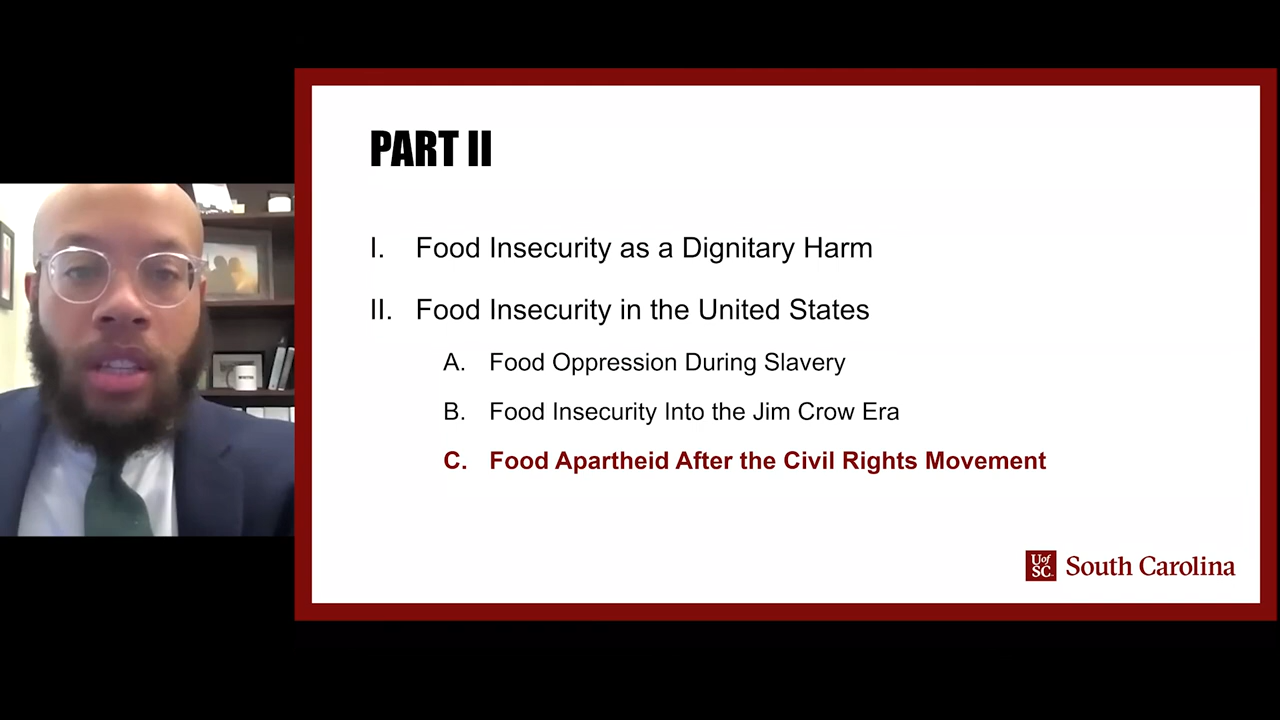 PART II
I. Food Insecurity as a Dignitary Harm
II. Food Insecurity in the United States
A. Food Oppression During Slavery
B. Food Insecurity Into the Jim Crow Era
C. Food Apartheid After the Civil Rights Movement
UofSC South Carolina